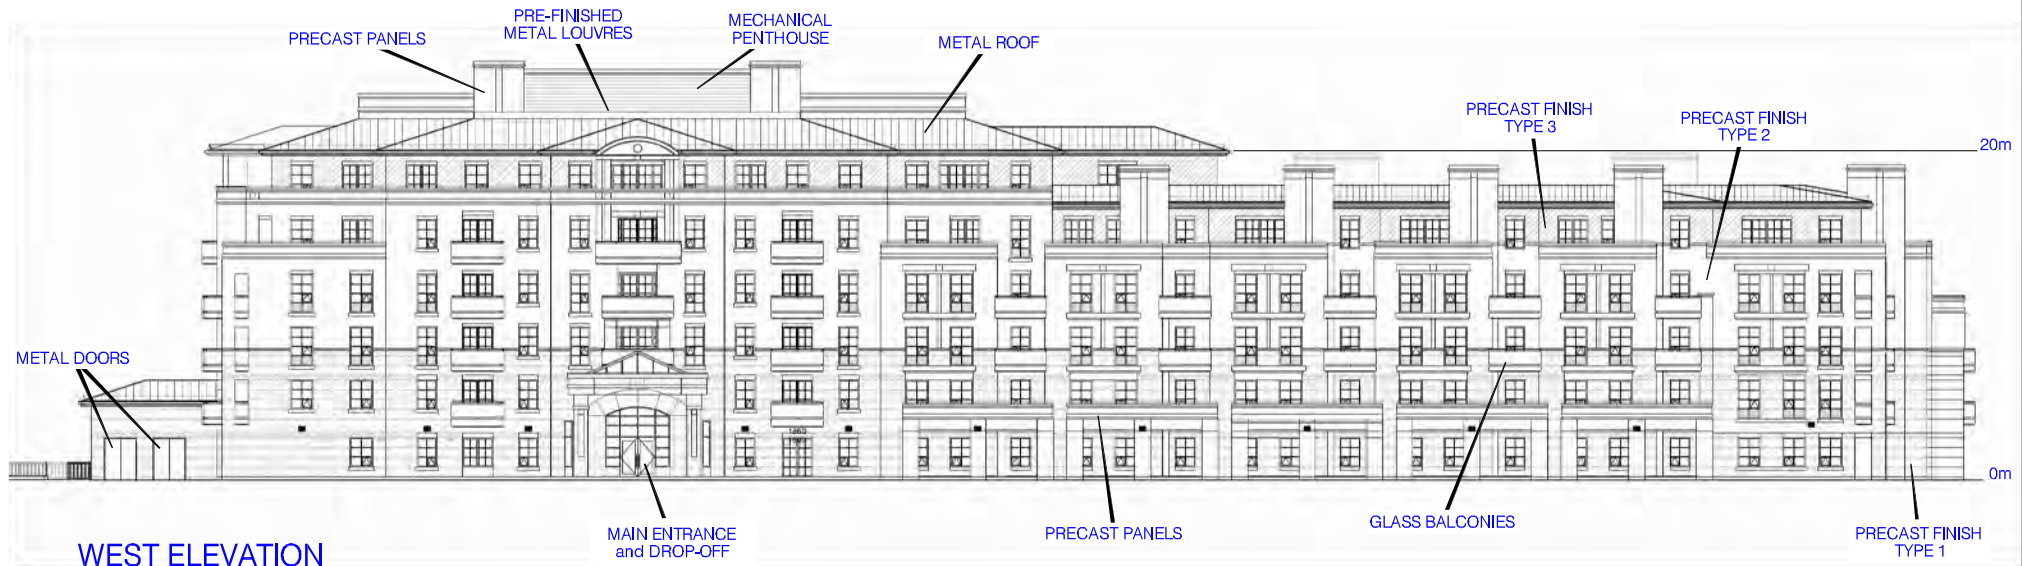 PRECAST PANELS
PRE-FINISHED
METAL LOUVRES
MECHANICAL
PENTHOUSE
METAL ROOF
PRECAST FINISH
TYPE 3
PRECAST FINISH
TYPE 2
20m
METAL DOORS
0m
WEST ELEVATION
MAIN ENTRANCE
and DROP-OFF
PRECAST PANELS
GLASS BALCONIES
PRECAST FINISH
TYPE 1